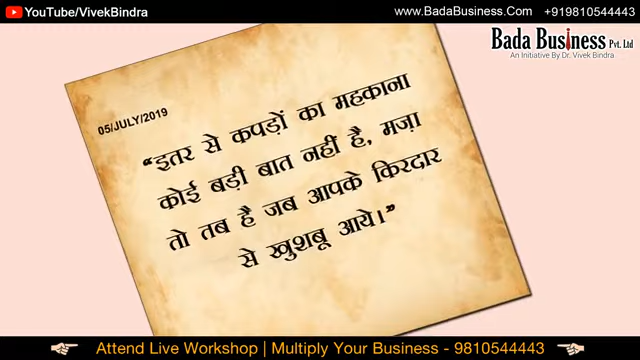 YouTube/VivekBindra
www.BadaBusiness.Com +919810544443
Bada Business Pvt. Ltd
An Initiative By Dr. Vivek Bindra
05/JULY/2019
“इतर से कपड़ों का महकाना
कोई बड़ी बात नहीं है, मज़ा
तो तब है जब आपके किरदार
से खुशबू आये।”
Attend Live Workshop | Multiply Your Business - 9810544443